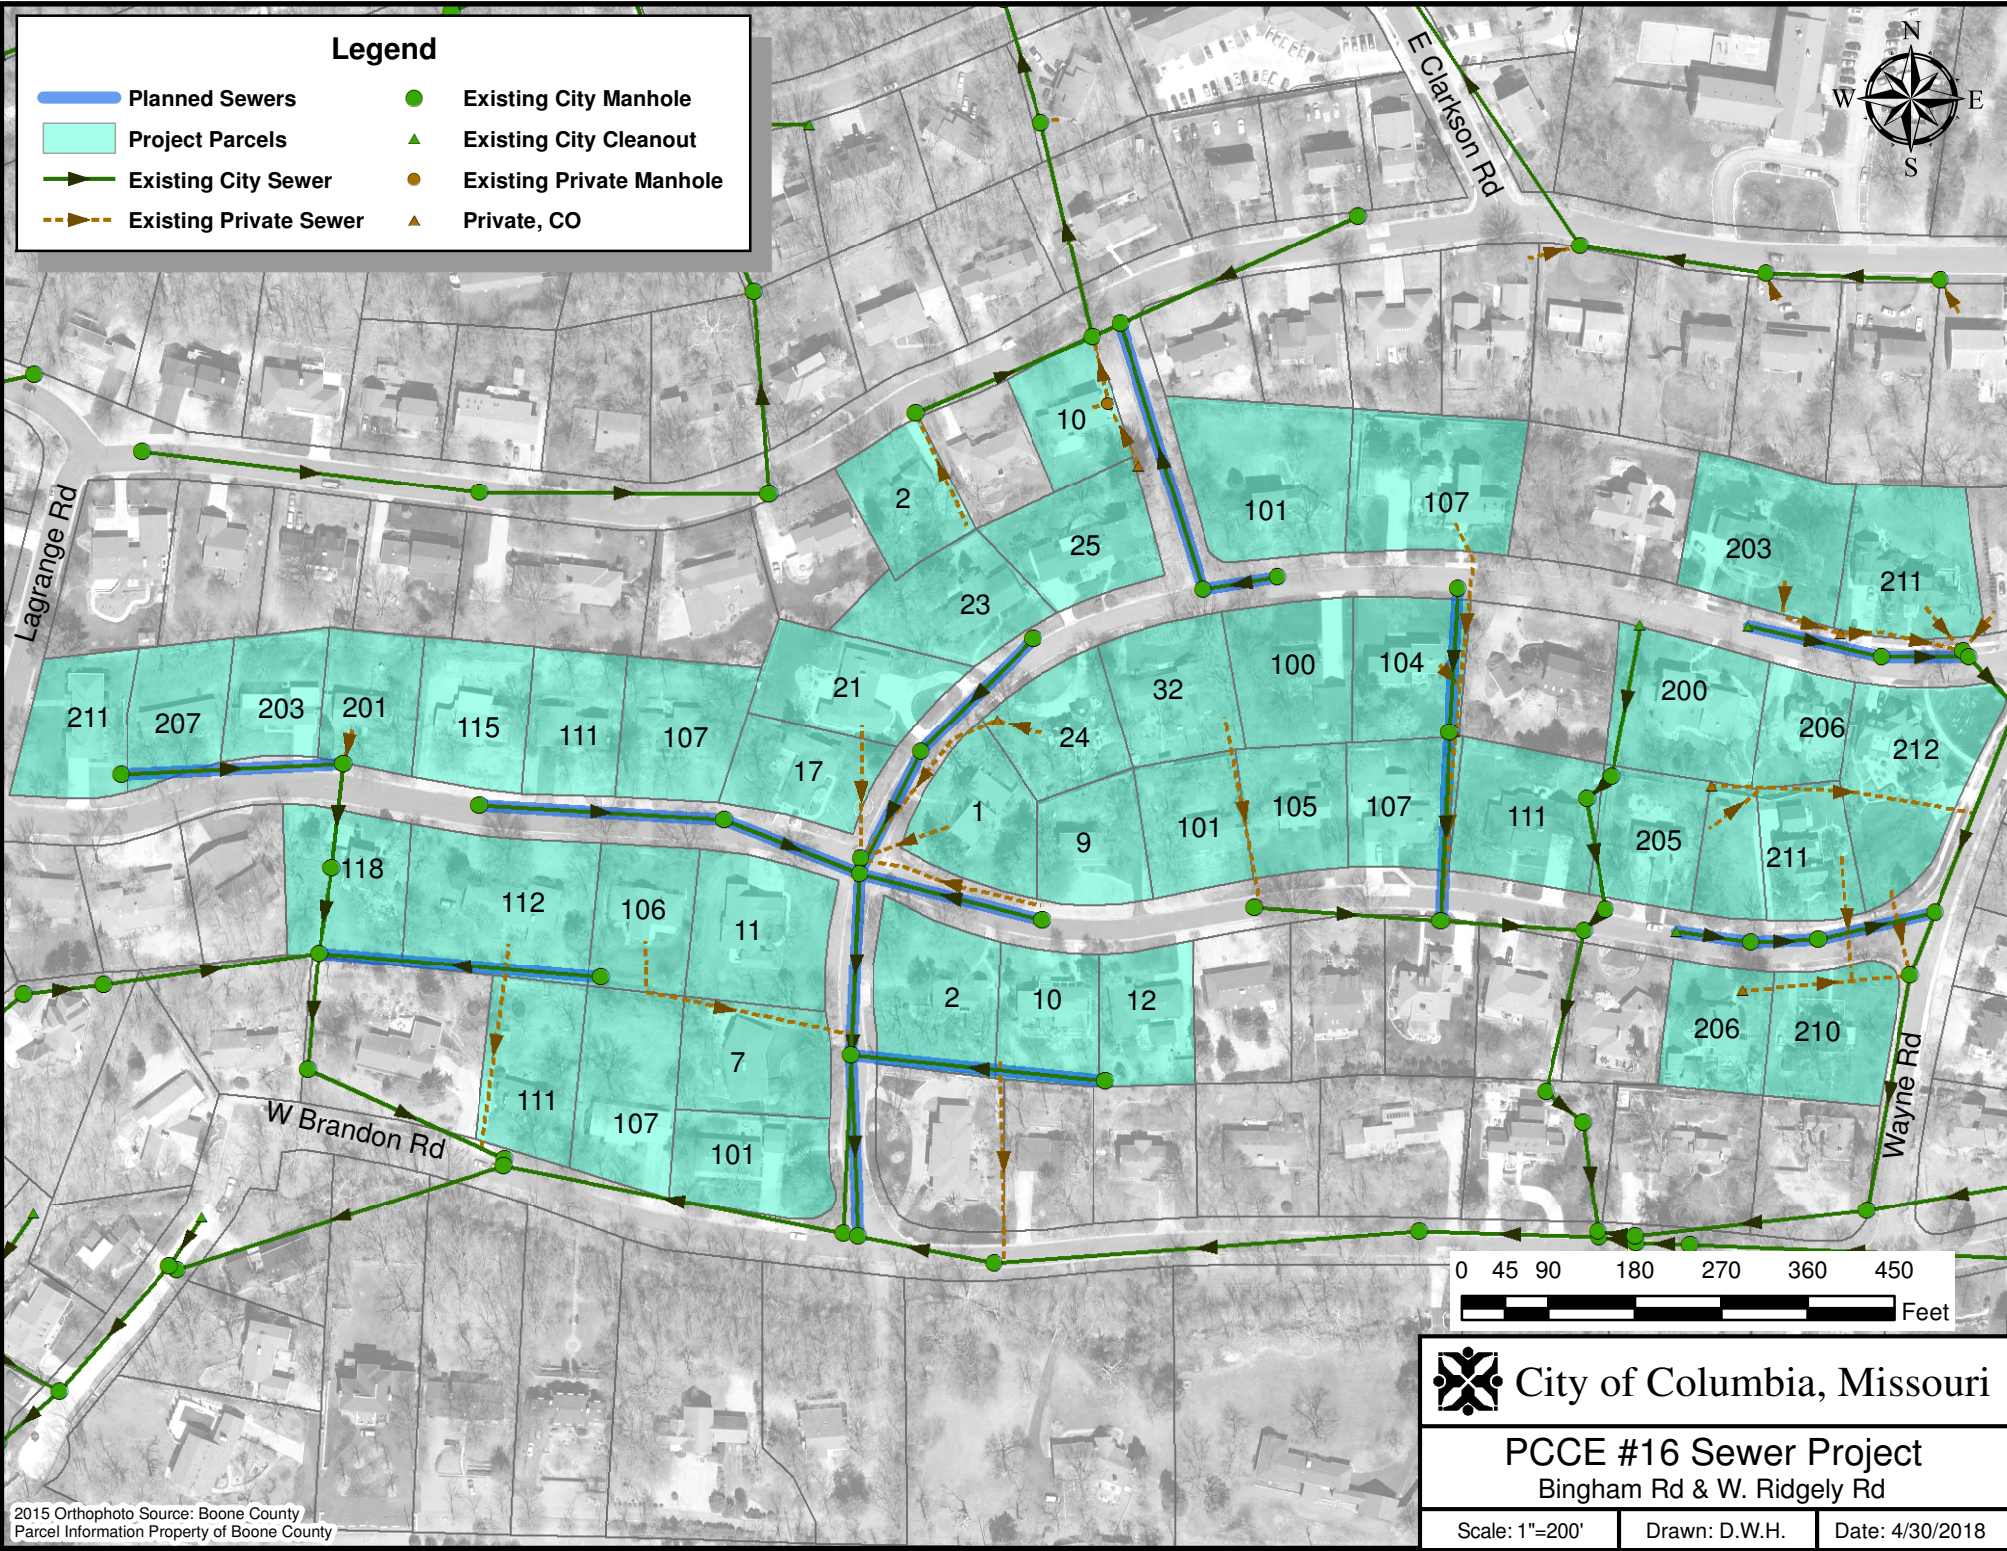 Legend
Planned Sewers
Existing City Manhole
Project Parcels
Existing City Cleanout
Existing City Sewer
Existing Private Manhole
Existing Private Sewer
Private, CO
N
W E
S
E Clarkson Rd
Lagrange Rd
10
2
25
101
107
203
211
23
21
24
32
100
104
200
206
212
211
207
203
201
115
111
107
17
1
9
101
105
107
111
205
211
118
112
106
11
2
10
12
206
210
7
111
107
101
W Brandon Rd
Wayne Rd
0 45 90 180 270 360 450
Feet
City of Columbia, Missouri
PCCE #16 Sewer Project
Bingham Rd & W. Ridgely Rd
Scale: 1"=200' Drawn: D.W.H. Date: 4/30/2018
2015 Orthophoto Source: Boone County
Parcel Information Property of Boone County